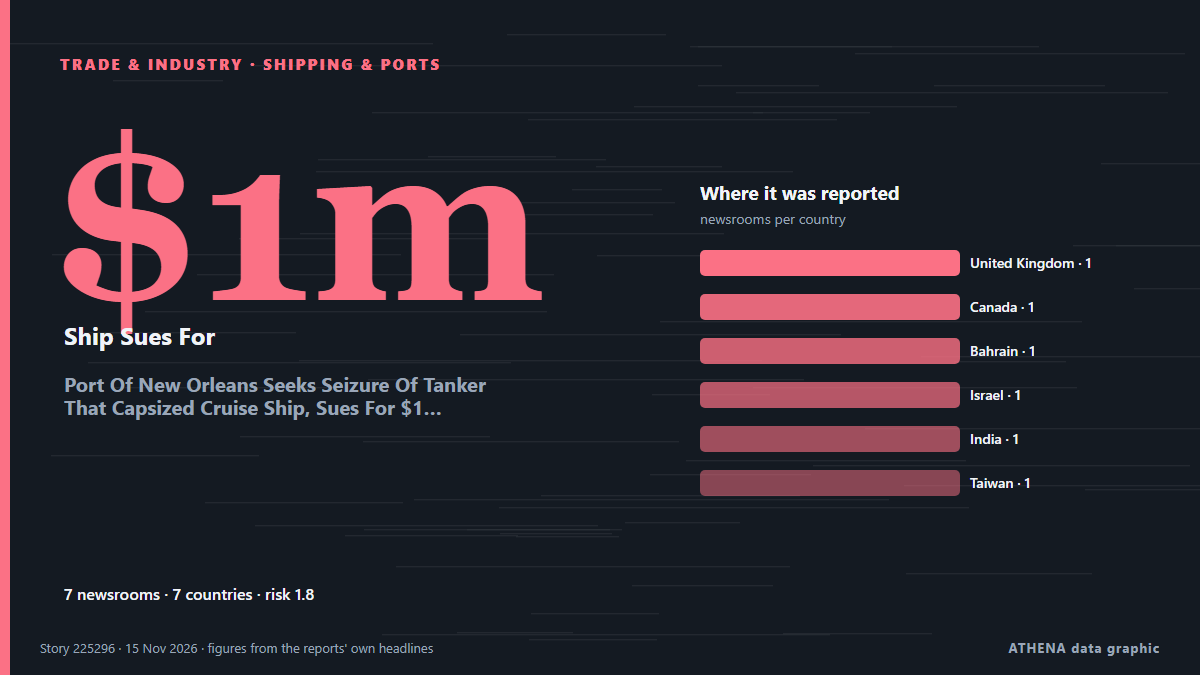 TRADE & INDUSTRY · SHIPPING & PORTS
$1m
Ship Sues For
Port Of New Orleans Seeks Seizure Of Tanker
That Capsized Cruise Ship, Sues For $1…
Where it was reported
newsrooms per country
United Kingdom · 1
Canada · 1
Bahrain · 1
Israel · 1
India · 1
Taiwan · 1
7 newsrooms · 7 countries · risk 1.8
Story 225296 · 15 Nov 2026 · figures from the reports' own headlines
ATHENA data graphic